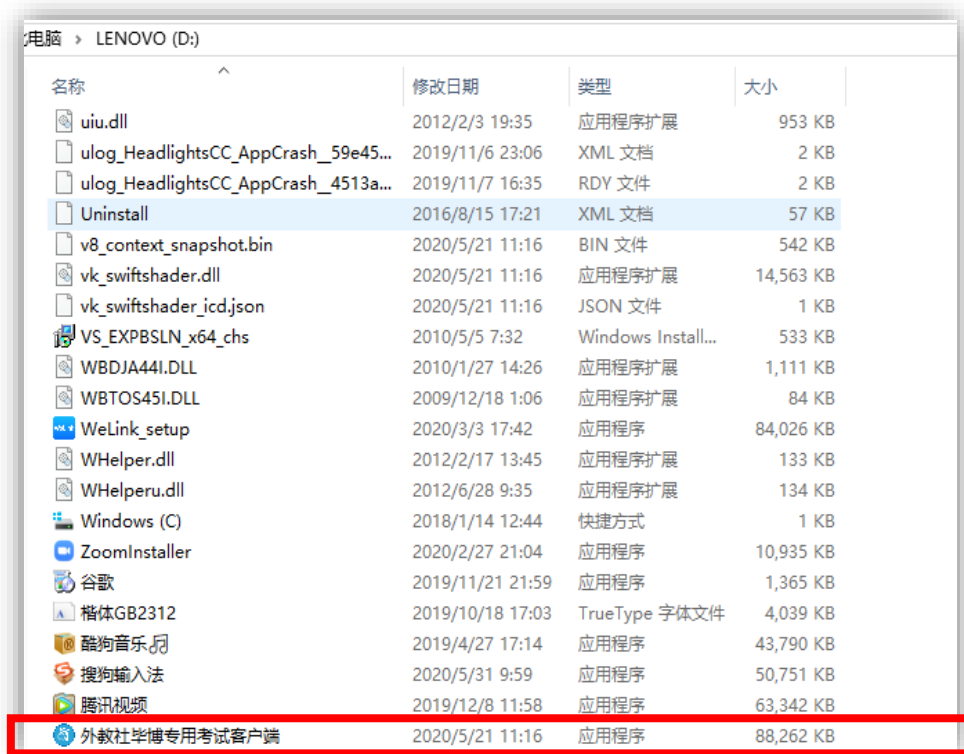 电脑 › LENOVO (D:)
名称 修改日期 类型 大小
uiu.dll 2012/2/3 19:35 应用程序扩展 953 KB
ulog_HeadlightsCC_AppCrash__59e45... 2019/11/6 23:06 XML 文档 2 KB
ulog_HeadlightsCC_AppCrash__4513a... 2019/11/7 16:35 RDY 文件 2 KB
Uninstall 2016/8/15 17:21 XML 文档 57 KB
v8_context_snapshot.bin 2020/5/21 11:16 BIN 文件 542 KB
vk_swiftshader.dll 2020/5/21 11:16 应用程序扩展 14,563 KB
vk_swiftshader_icd.json 2020/5/21 11:16 JSON 文件 1 KB
VS_EXPBSLN_x64_chs 2010/5/5 7:32 Windows Install... 533 KB
WBDJA44I.DLL 2010/1/27 14:26 应用程序扩展 1,111 KB
WBTOS45I.DLL 2009/12/18 1:06 应用程序扩展 84 KB
WeLink_setup 2020/3/3 17:42 应用程序 84,026 KB
WHelper.dll 2012/2/17 13:45 应用程序扩展 133 KB
WHelperu.dll 2012/6/28 9:35 应用程序扩展 134 KB
Windows (C) 2018/1/14 12:44 快捷方式 1 KB
ZoomInstaller 2020/2/27 21:04 应用程序 10,935 KB
谷歌 2019/11/21 21:59 应用程序 1,365 KB
楷体GB2312 2019/10/18 17:03 TrueType 字体文件 4,039 KB
酷狗音乐 2019/4/27 17:14 应用程序 43,790 KB
搜狗输入法 2020/5/31 9:59 应用程序 50,751 KB
腾讯视频 2019/12/8 11:58 应用程序 63,342 KB
外教社毕博专用考试客户端 2020/5/21 11:16 应用程序 88,262 KB